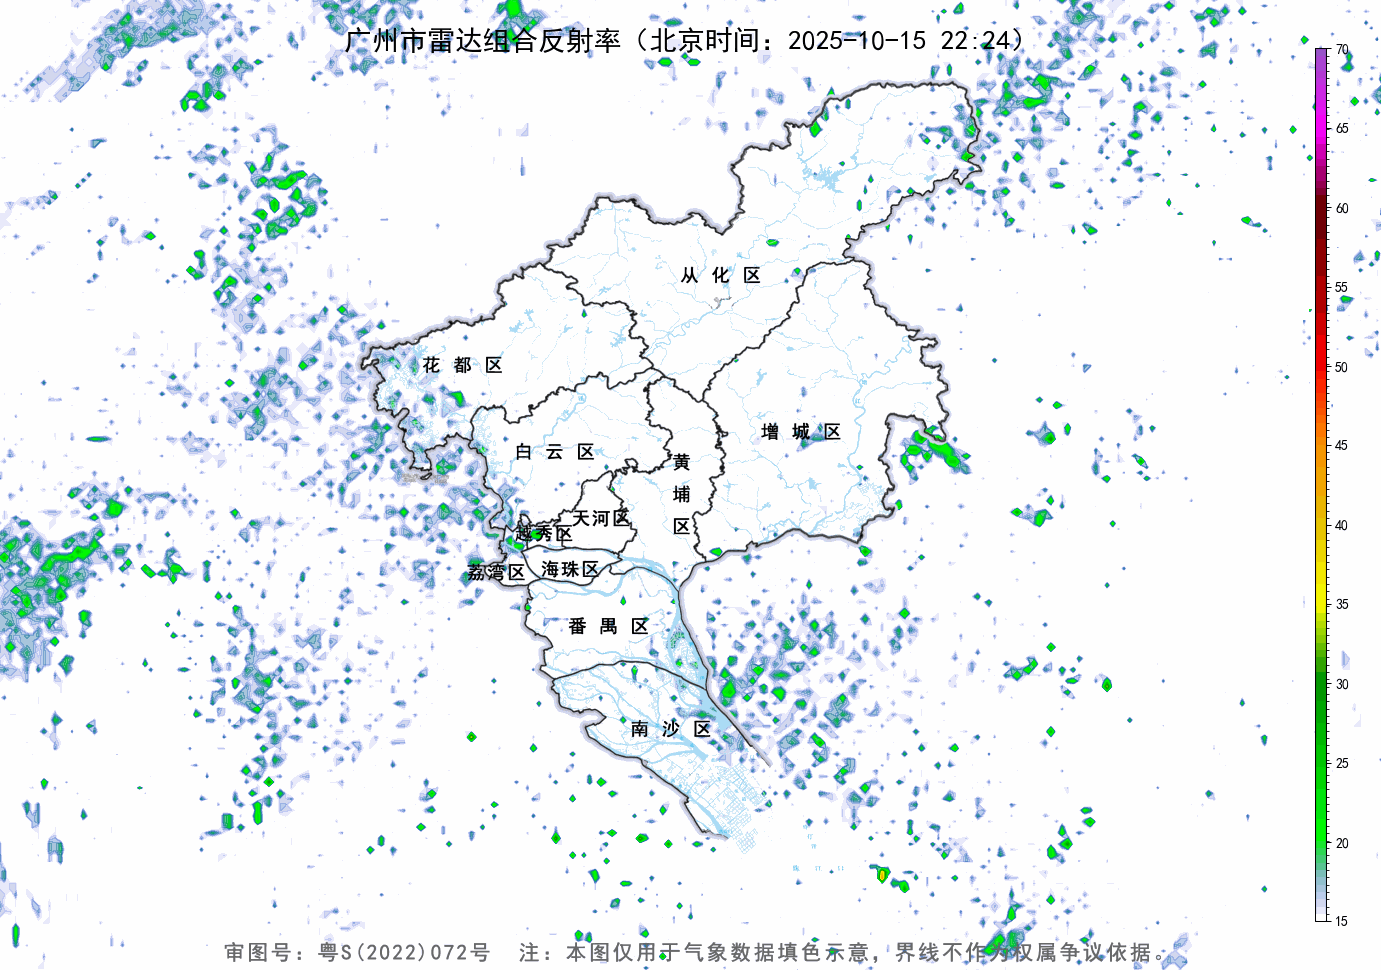 广州市雷达组合反射率（北京时间：2025-10-15 22:24）
70
65
60
55
50
45
40
35
30
25
20
15
从化区
花都区
增城区
白云区
黄埔区
天河区
越秀区
荔湾区
海珠区
番禺区
南沙区
审图号：粤S(2022)072号 注：本图仅用于气象数据填色示意，界线不作为权属争议依据。